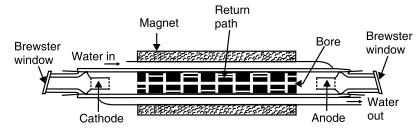 Return
path
Magnet
Bore
Brewster
window
Water in
Brewster
window
Cathode
Anode
Water
out